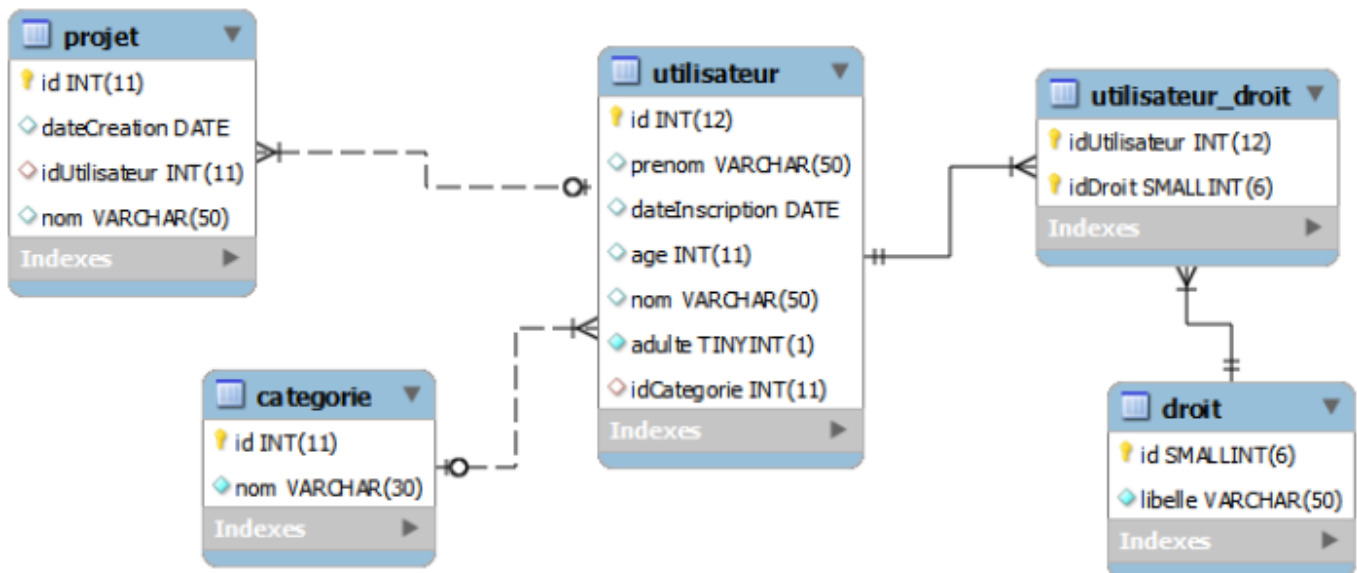 projet
id INT(11)
dateCreation DATE
idUtilisateur INT(11)
nom VARCHAR(50)
Indexes
utilisateur
id INT(12)
prenom VARCHAR(50)
dateInscription DATE
age INT(11)
nom VARCHAR(50)
adulte TINYINT(1)
idCategorie INT(11)
Indexes
utilisateur_droit
idUtilisateur INT(12)
idDroit SMALLINT(6)
Indexes
categorie
id INT(11)
nom VARCHAR(30)
Indexes
droit
id SMALLINT(6)
libelle VARCHAR(50)
Indexes